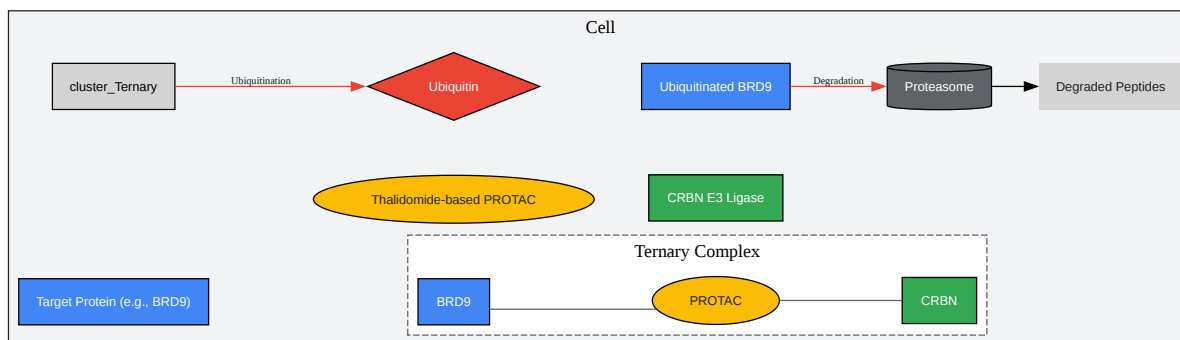 Cell
cluster_Ternary
Ubiquitination
Ubiquitin
Ubiquitinated BRD9
Degradation
Proteasome
Degraded Peptides
Thalidomide-based PROTAC
CRBN E3 Ligase
Ternary Complex
Target Protein (e.g., BRD9)
BRD9
PROTAC
CRBN